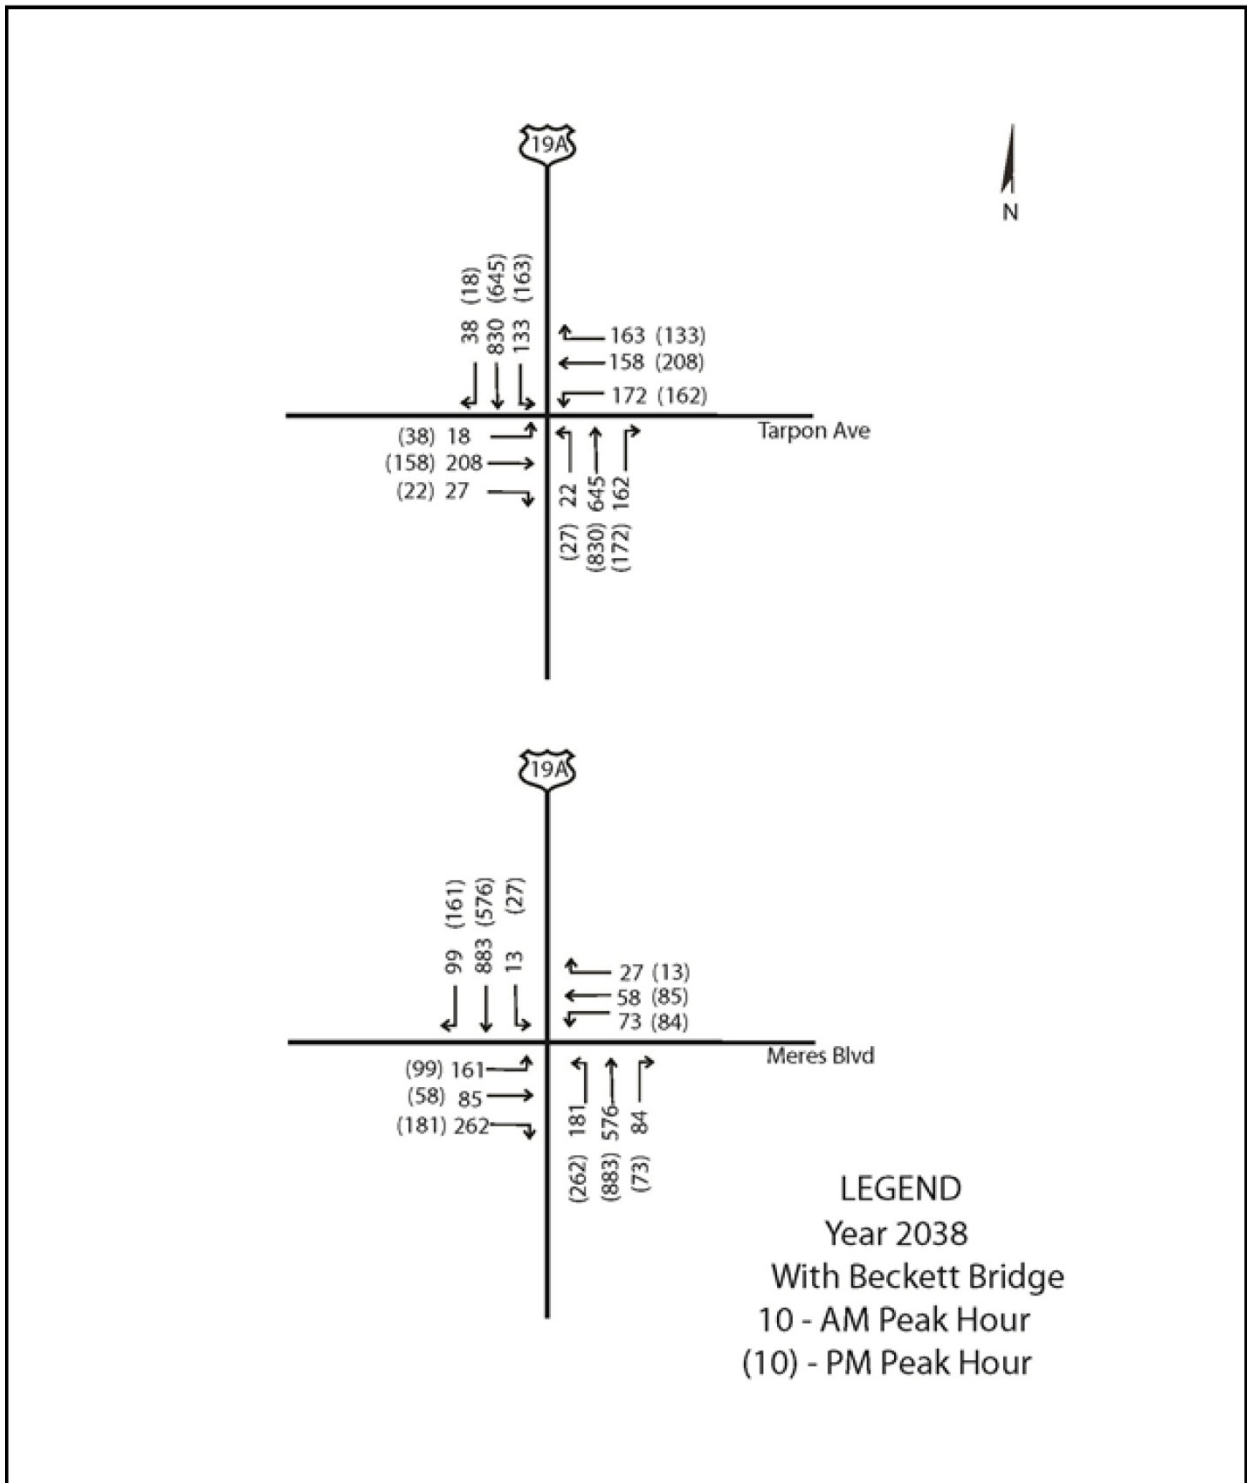 19A
N
38 (18)
830 (645)
133 (163)
163 (133)
158 (208)
172 (162)
Tarpon Ave
(38) 18
(158) 208
(22) 27
(27) 22
(830) 645
(172) 162
19A
99 (161)
883 (576)
13 (27)
27 (13)
58 (85)
73 (84)
Meres Blvd
(99) 161
(58) 85
(181) 262
(262) 181
(883) 576
(73) 84
LEGEND
Year 2038
With Beckett Bridge
10 - AM Peak Hour
(10) - PM Peak Hour